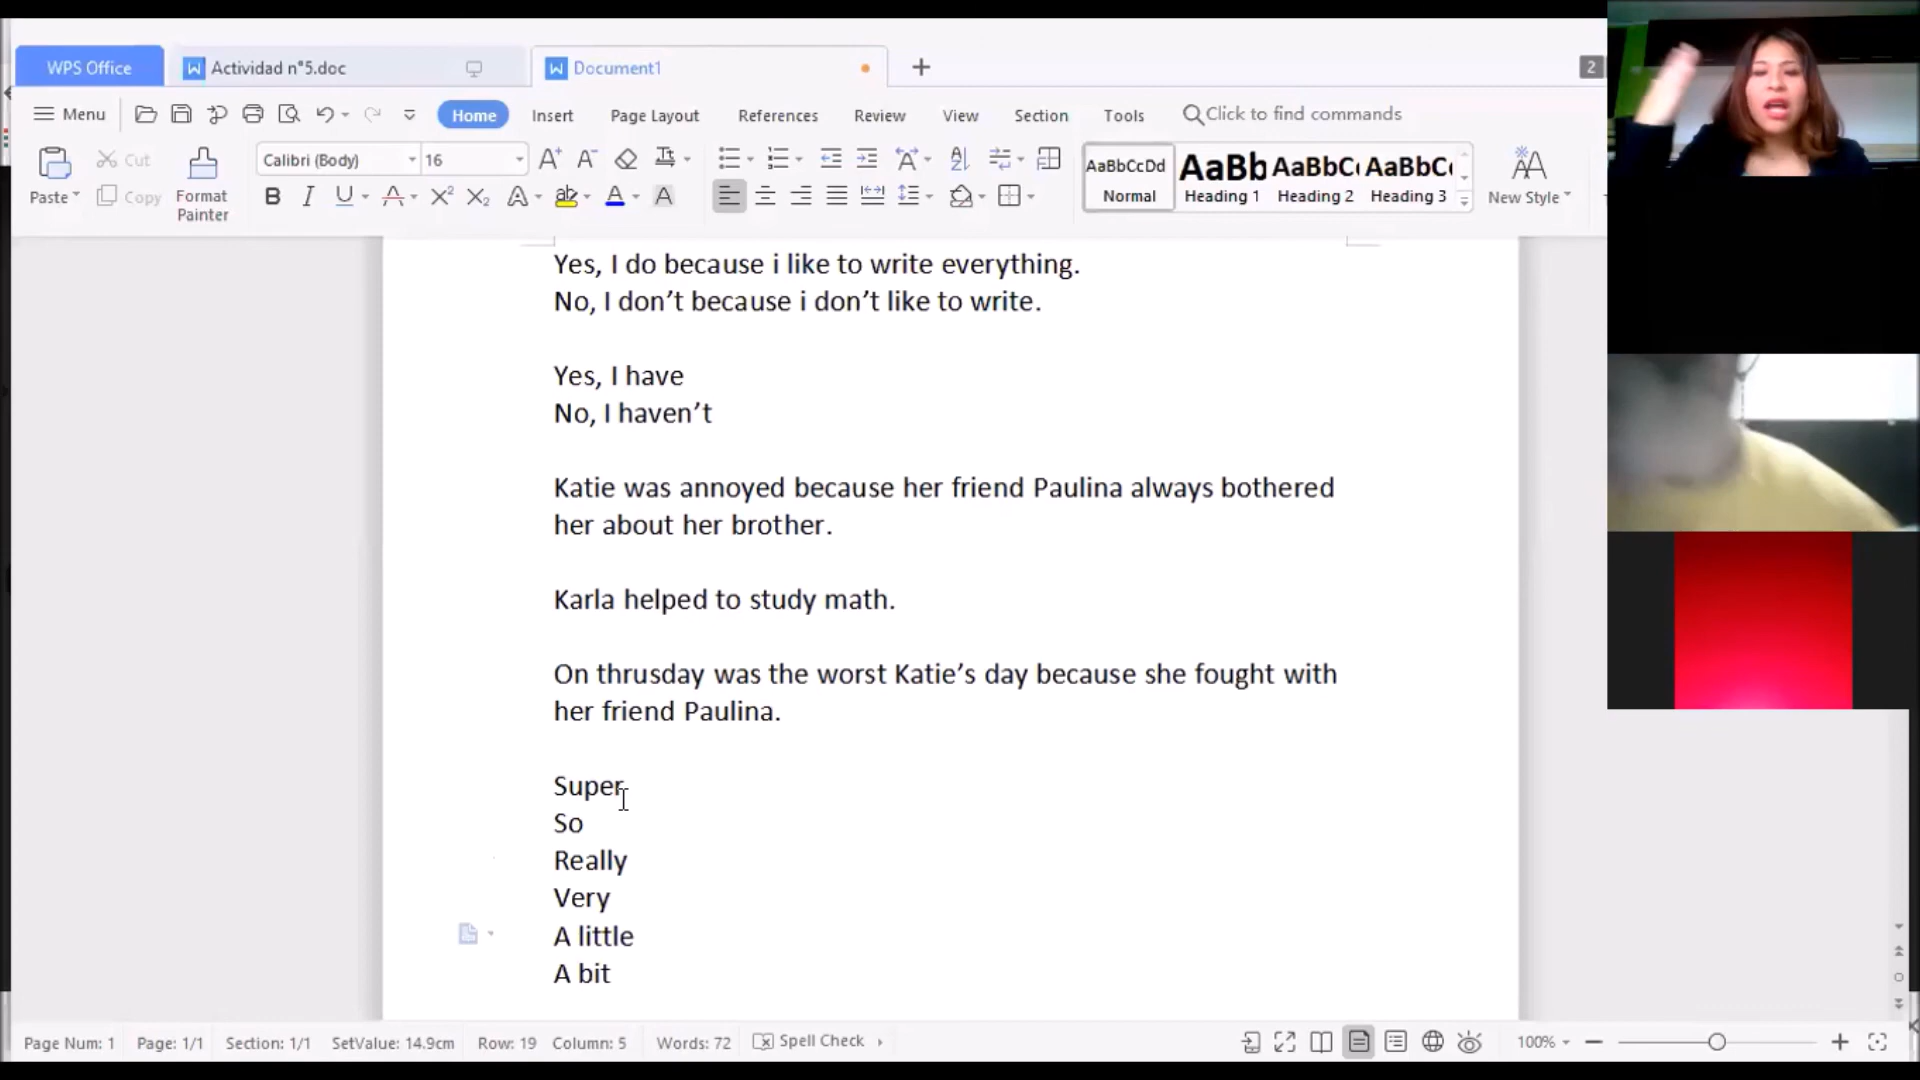 WPS Office
Actividad n°5.doc
Document1
2
Menu
Home
Insert
Page Layout
References
Review
View
Section
Tools
Click to find commands
Paste
Cut
Copy
Format
Painter
Calibri (Body)
16
AaBbCcDd
Normal
AaBb
Heading 1
AaBbC
Heading 2
AaBbC
Heading 3
New Style
Yes, I do because i like to write everything.
No, I don’t because i don’t like to write.
Yes, I have
No, I haven’t
Katie was annoyed because her friend Paulina always bothered
her about her brother.
Karla helped to study math.
On thrusday was the worst Katie’s day because she fought with
her friend Paulina.
Super
So
Really
Very
A little
A bit
Page Num: 1
Page: 1/1
Section: 1/1
SetValue: 14.9cm
Row: 19
Column: 5
Words: 72
Spell Check
100%